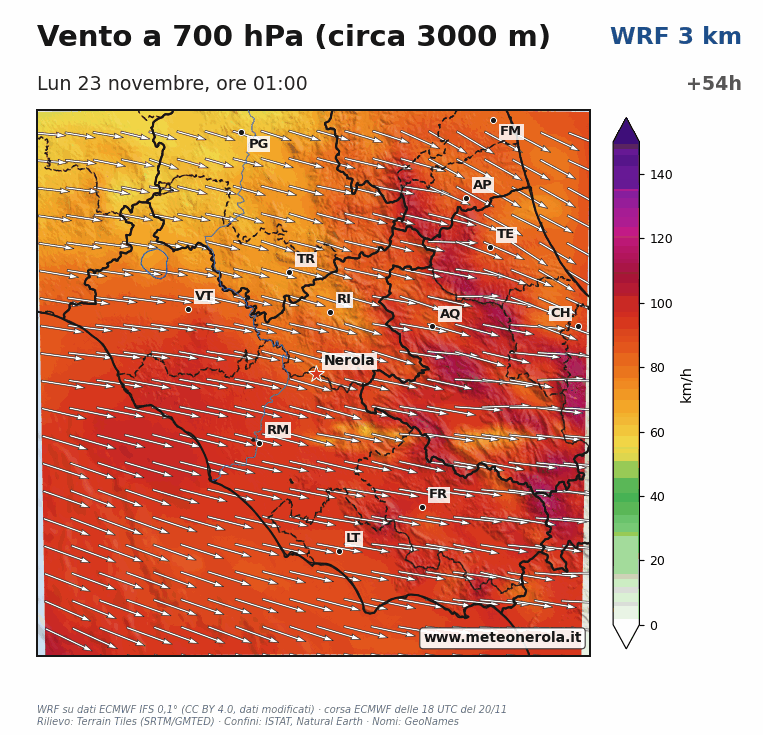 Vento a 700 hPa (circa 3000 m)
WRF 3 km
Lun 23 novembre, ore 01:00
+54h
FM
PG
AP
TE
TR
VT
RI
AQ
CH
Nerola
RM
FR
LT
www.meteonerola.it
140
120
100
80
60
40
20
0
km/h
WRF su dati ECMWF IFS 0,1° (CC BY 4.0, dati modificati) · corsa ECMWF delle 18 UTC del 20/11
Rilievo: Terrain Tiles (SRTM/GMTED) · Confini: ISTAT, Natural Earth · Nomi: GeoNames